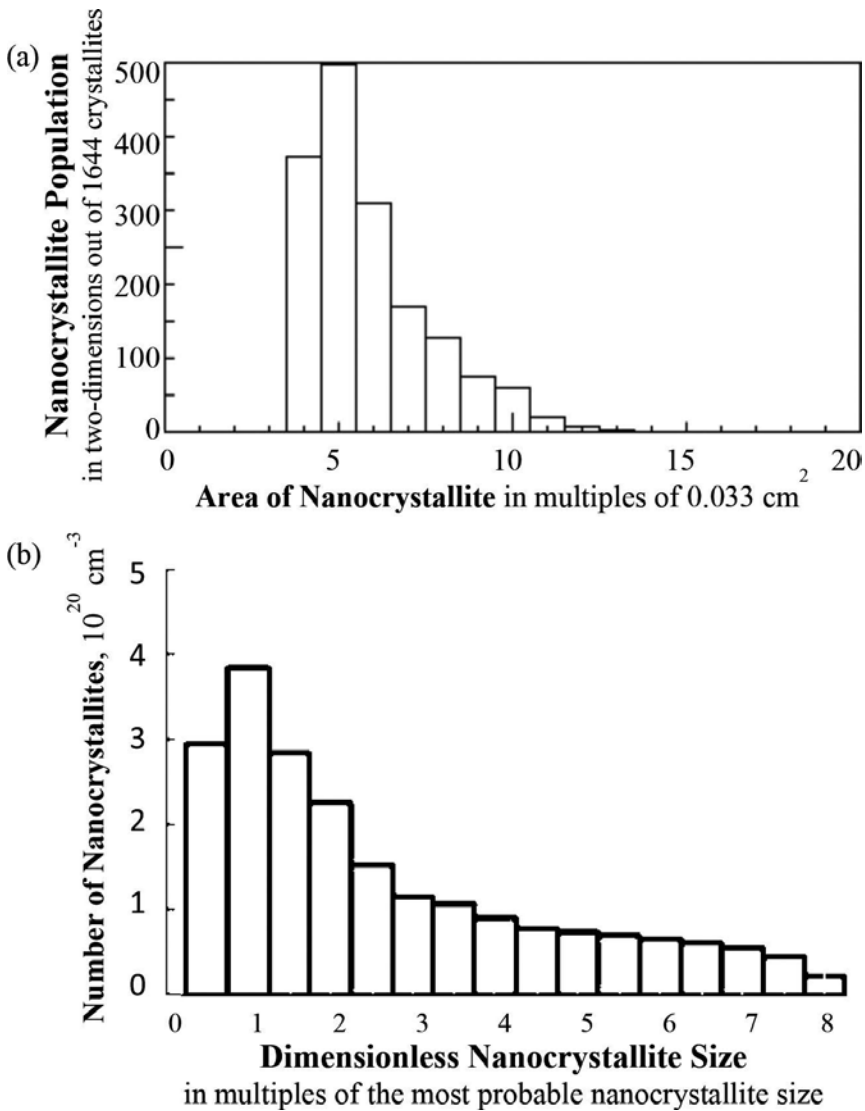 (a)
Nanocrystallite Population
in two-dimensions out of 1644 crystallites
500
400
300
200
100
0
0 5 10 15 20
Area of Nanocrystallite in multiples of 0.033 cm²
(b)
Number of Nanocrystallites, 10²⁰ cm⁻³
5
4
3
2
1
0
0 1 2 3 4 5 6 7 8
Dimensionless Nanocrystallite Size
in multiples of the most probable nanocrystallite size